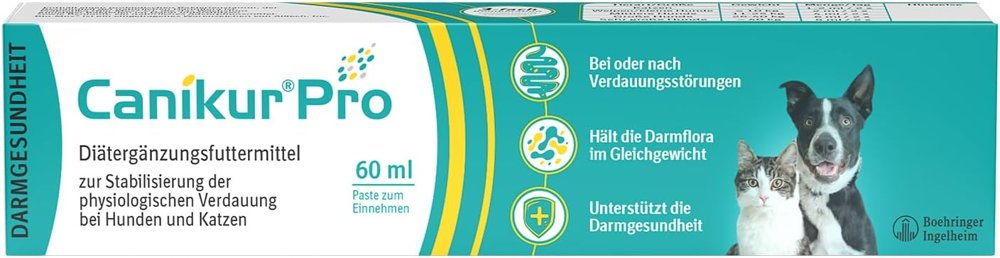 DARMGESUNDHEIT
Canikur® Pro
Diätergänzungsfuttermittel
zur Stabilisierung der
physiologischen Verdauung
bei Hunden und Katzen
60 ml
Paste zum
Einnehmen
Bei oder nach
Verdauungsstörungen
Hält die Darmflora
im Gleichgewicht
Unterstützt die
Darmgesundheit
Boehringer
Ingelheim